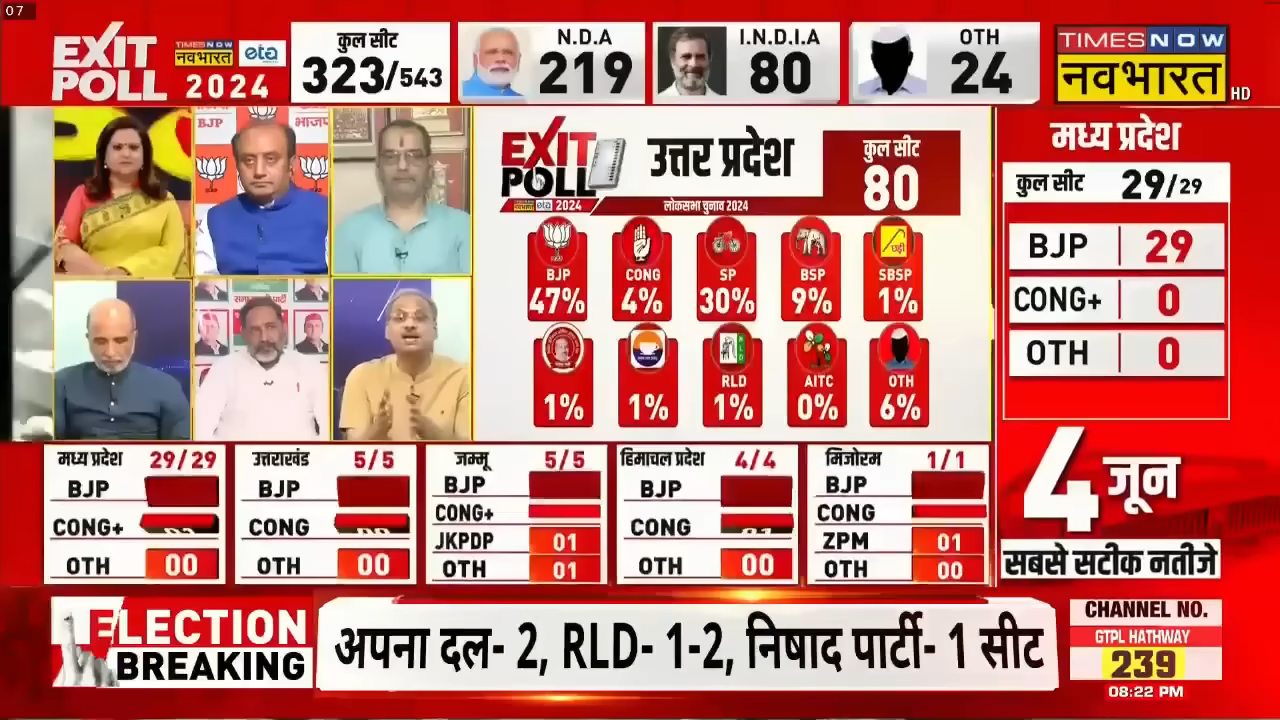 07
EXIT
POLL
TIMES NOW
नवभारत
eta
2024
कुल सीट
323/543
N.D.A
219
I.N.D.I.A
80
OTH
24
TIMES NOW
नवभारत
HD
BJP
भाजपा
EXIT
POLL
नवभारत eta 2024
उत्तर प्रदेश
लोकसभा चुनाव 2024
कुल सीट
80
BJP
47%
CONG
4%
SP
30%
BSP
9%
छड़ी
SBSP
1%
1%
1%
RLD
1%
AITC
0%
OTH
6%
मध्य प्रदेश
कुल सीट 29/29
BJP 29
CONG+ 0
OTH 0
4 जून
सबसे सटीक नतीजे
मध्य प्रदेश 29/29
BJP
CONG+
OTH 00
उत्तराखंड 5/5
BJP
CONG
OTH 00
जम्मू 5/5
BJP
CONG+
JKPDP 01
OTH 01
हिमाचल प्रदेश 4/4
BJP
CONG
OTH 00
मिजोरम 1/1
BJP
CONG
ZPM 01
OTH 00
ELECTION
BREAKING
अपना दल- 2, RLD- 1-2, निषाद पार्टी- 1 सीट
CHANNEL NO.
GTPL HATHWAY
239
08:22 PM